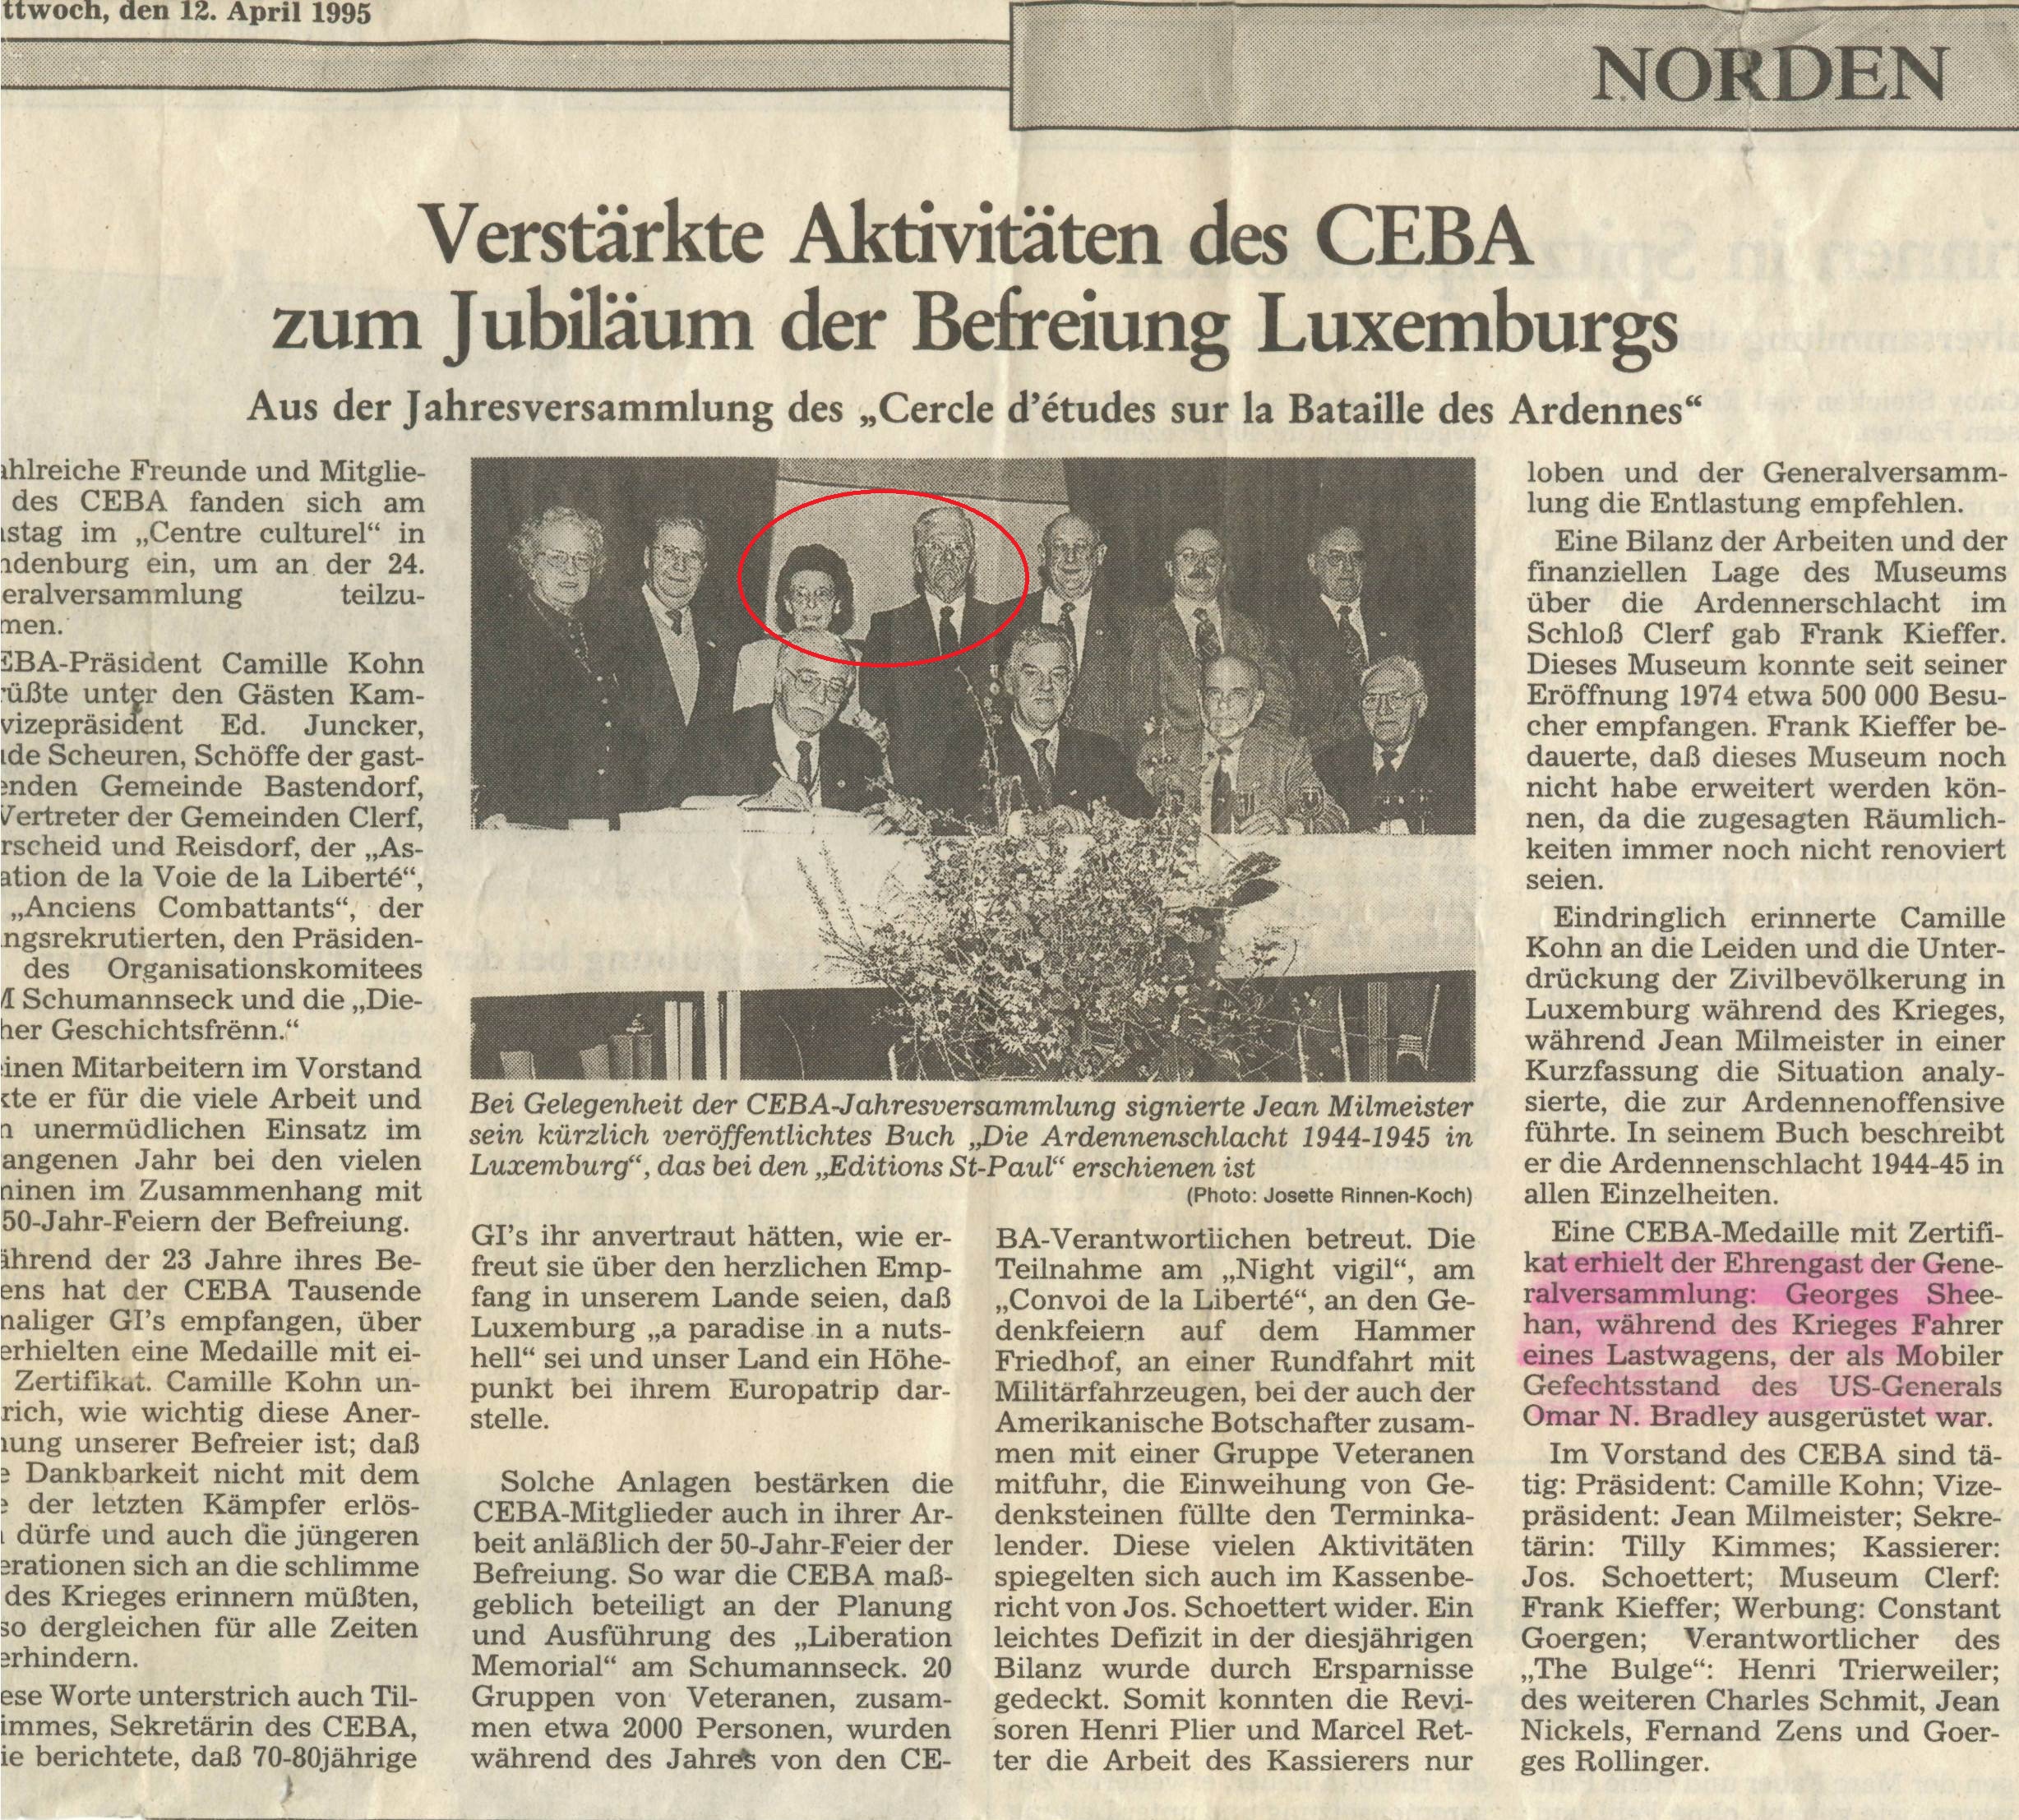 ttwoch, den 12. April 1995
NORDEN
Verstärkte Aktivitäten des CEBA
zum Jubiläum der Befreiung Luxemburgs
Aus der Jahresversammlung des „Cercle d'études sur la Bataille des Ardennes“
ahlreiche Freunde und Mitglie-
des CEBA fanden sich am
stag im „Centre culturel“ in
ndenburg ein, um an der 24.
eralversammlung teilzu-
men.
EBA-Präsident Camille Kohn
rüßte unter den Gästen Kam-
vizepräsident Ed. Juncker,
de Scheuren, Schöffe der gast-
enden Gemeinde Bastendorf,
Vertreter der Gemeinden Clerf,
rscheid und Reisdorf, der „As-
ation de la Voie de la Liberté“,
„Anciens Combattants“, der
ngsrekrutierten, den Präsiden-
des Organisationskomitees
M Schumannseck und die „Die-
her Geschichtsfrënn.“
einen Mitarbeitern im Vorstand
kte er für die viele Arbeit und
n unermüdlichen Einsatz im
angenen Jahr bei den vielen
minen im Zusammenhang mit
50-Jahr-Feiern der Befreiung.
ährend der 23 Jahre ihres Be-
ens hat der CEBA Tausende
maliger GI's empfangen, über
erhielten eine Medaille mit ei-
Zertifikat. Camille Kohn un-
rich, wie wichtig diese Aner-
nung unserer Befreier ist; daß
e Dankbarkeit nicht mit dem
e der letzten Kämpfer erlös-
dürfe und auch die jüngeren
erationen sich an die schlimme
des Krieges erinnern müßten,
so dergleichen für alle Zeiten
erhindern.
ese Worte unterstrich auch Til-
immes, Sekretärin des CEBA,
ie berichtete, daß 70-80jährige
Bei Gelegenheit der CEBA-Jahresversammlung signierte Jean Milmeister
sein kürzlich veröffentlichtes Buch „Die Ardennenschlacht 1944-1945 in
Luxemburg“, das bei den „Editions St-Paul“ erschienen ist
(Photo: Josette Rinnen-Koch)
GI's ihr anvertraut hätten, wie er-
freut sie über den herzlichen Emp-
fang in unserem Lande seien, daß
Luxemburg „a paradise in a nuts-
hell“ sei und unser Land ein Höhe-
punkt bei ihrem Europatrip dar-
stelle.
Solche Anlagen bestärken die
CEBA-Mitglieder auch in ihrer Ar-
beit anläßlich der 50-Jahr-Feier der
Befreiung. So war die CEBA maß-
geblich beteiligt an der Planung
und Ausführung des „Liberation
Memorial“ am Schumannseck. 20
Gruppen von Veteranen, zusam-
men etwa 2000 Personen, wurden
während des Jahres von den CE-
BA-Verantwortlichen betreut. Die
Teilnahme am „Night vigil“, am
„Convoi de la Liberté“, an den Ge-
denkfeiern auf dem Hammer
Friedhof, an einer Rundfahrt mit
Militärfahrzeugen, bei der auch der
Amerikanische Botschafter zusam-
men mit einer Gruppe Veteranen
mitfuhr, die Einweihung von Ge-
denksteinen füllte den Terminka-
lender. Diese vielen Aktivitäten
spiegelten sich auch im Kassenbe-
richt von Jos. Schoettert wider. Ein
leichtes Defizit in der diesjährigen
Bilanz wurde durch Ersparnisse
gedeckt. Somit konnten die Revi-
soren Henri Plier und Marcel Ret-
ter die Arbeit des Kassierers nur
loben und der Generalversamm-
lung die Entlastung empfehlen.
Eine Bilanz der Arbeiten und der
finanziellen Lage des Museums
über die Ardennerschlacht im
Schloß Clerf gab Frank Kieffer.
Dieses Museum konnte seit seiner
Eröffnung 1974 etwa 500 000 Besu-
cher empfangen. Frank Kieffer be-
dauerte, daß dieses Museum noch
nicht habe erweitert werden kön-
nen, da die zugesagten Räumlich-
keiten immer noch nicht renoviert
seien.
Eindringlich erinnerte Camille
Kohn an die Leiden und die Unter-
drückung der Zivilbevölkerung in
Luxemburg während des Krieges,
während Jean Milmeister in einer
Kurzfassung die Situation analy-
sierte, die zur Ardennenoffensive
führte. In seinem Buch beschreibt
er die Ardennenschlacht 1944-45 in
allen Einzelheiten.
Eine CEBA-Medaille mit Zertifi-
kat erhielt der Ehrengast der Gene-
ralversammlung: Georges Shee-
han, während des Krieges Fahrer
eines Lastwagens, der als Mobiler
Gefechtsstand des US-Generals
Omar N. Bradley ausgerüstet war.
Im Vorstand des CEBA sind tä-
tig: Präsident: Camille Kohn; Vize-
präsident: Jean Milmeister; Sekre-
tärin: Tilly Kimmes; Kassierer:
Jos. Schoettert; Museum Clerf:
Frank Kieffer; Werbung: Constant
Goergen; Verantwortlicher des
„The Bulge“: Henri Trierweiler;
des weiteren Charles Schmit, Jean
Nickels, Fernand Zens und Goer-
ges Rollinger.